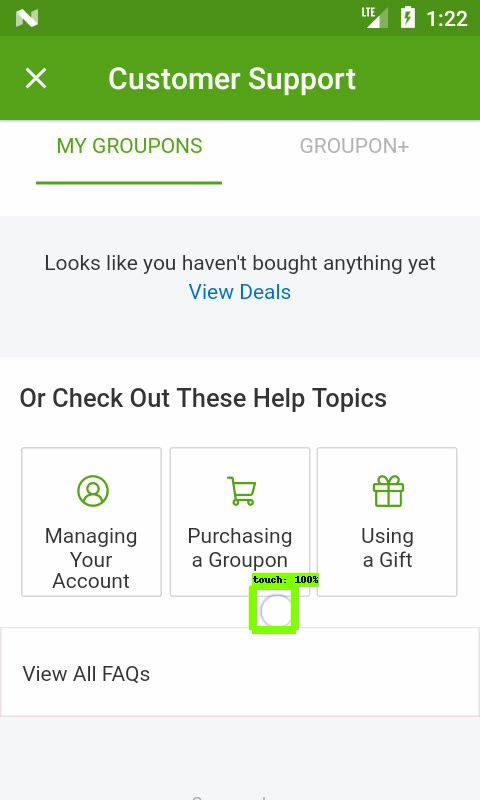 LTE 1:22
Customer Support
MY GROUPONS GROUPON+
Looks like you haven't bought anything yet
View Deals
Or Check Out These Help Topics
Managing Your Account
Purchasing a Groupon
Using a Gift
touch: 100%
View All FAQs